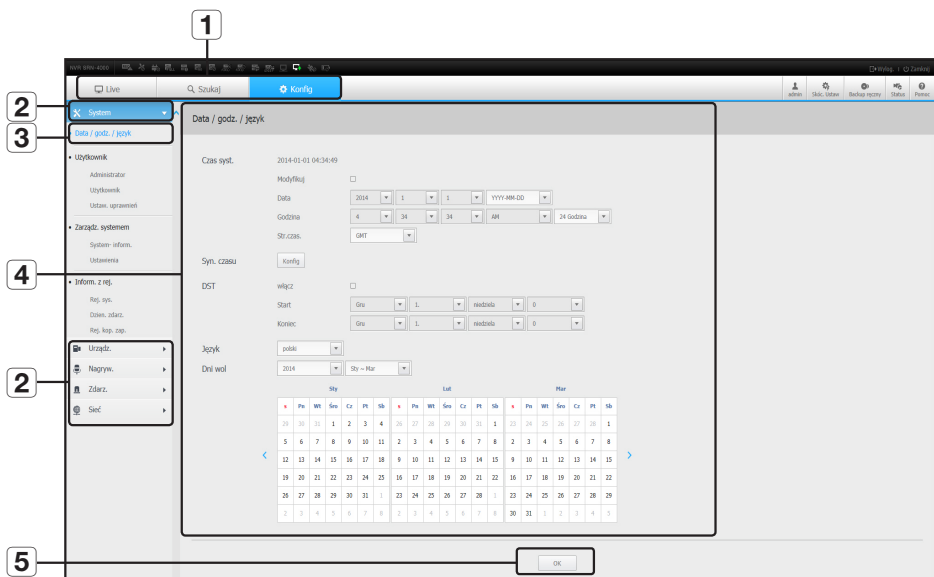 1
NVR SRN-4000
Wylog. | Zamknij
Live Szukaj Konfig
admin Skóc. Ustaw Backup ręczny Status Pomoc
2 System
3 Data / godz. / język
Data / godz. / język
Użytkownik
Administrator
Użytkownik
Ustaw. uprawnień
Zarządz. systemem
System- inform.
Ustawienia
4
Inform. z rej.
Rej. sys.
Dzien. zdarz.
Rej. kop. zap.
2
Urządz.
Nagryw.
Zdarz.
Sieć
Czas syst. 2014-01-01 04:34:49
Modyfikuj
Data 2014 1 1 YYYY-MM-DD
Godzina 4 34 34 AM 24 Godzina
Str.czas. GMT
Syn. czasu Konfig
DST włącz
Start Gru 1. niedziela 0
Koniec Gru 1. niedziela 0
Język polski
Dni wol 2014 Sty ~ Mar
Sty Lut Mar
s Pn Wt Śro Cz Pt Sb s Pn Wt Śro Cz Pt Sb s Pn Wt Śro Cz Pt Sb
29 30 31 1 2 3 4 26 27 28 29 30 31 1 23 24 25 26 27 28 1
5 6 7 8 9 10 11 2 3 4 5 6 7 8 2 3 4 5 6 7 8
12 13 14 15 16 17 18 9 10 11 12 13 14 15 9 10 11 12 13 14 15
19 20 21 22 23 24 25 16 17 18 19 20 21 22 16 17 18 19 20 21 22
26 27 28 29 30 31 1 23 24 25 26 27 28 1 23 24 25 26 27 28 29
2 3 4 5 6 7 8 2 3 4 5 6 7 8 30 31 1 2 3 4 5
5 OK